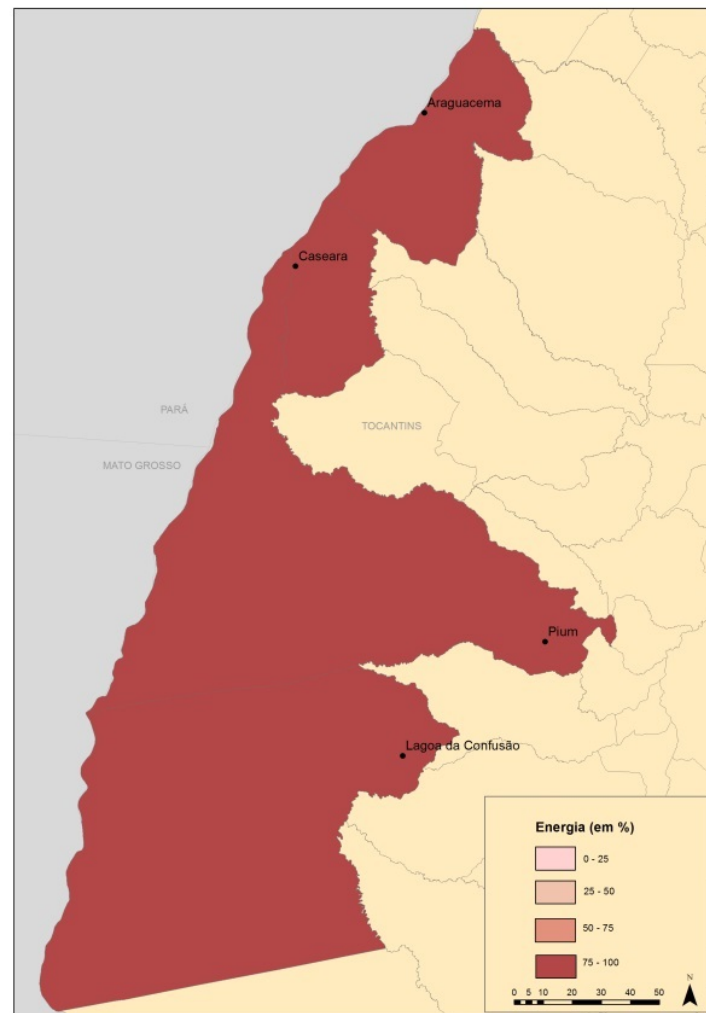 Araguacema
Caseara
PARÁ
TOCANTINS
MATO GROSSO
Pium
Lagoa da Confusão
Energia (em %)
0 - 25
25 - 50
50 - 75
75 - 100
0 5 10 20 30 40 50
N